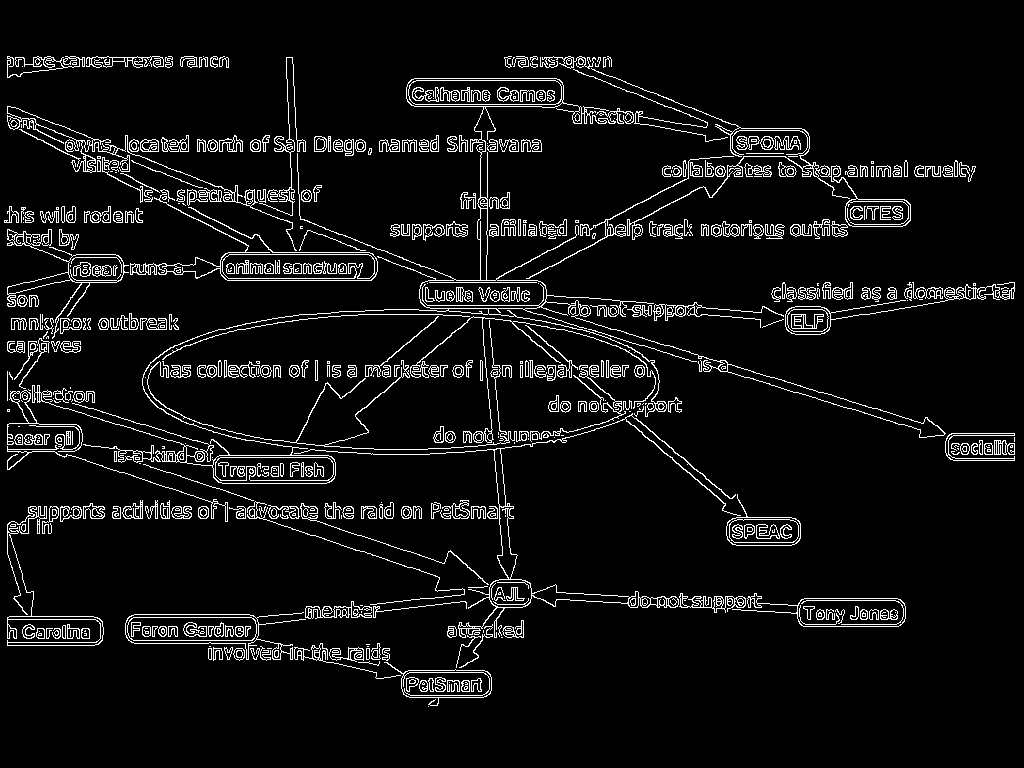 an be called Texas ranch
tracks down
Catherine Carnes
director
om
owns, located north of San Diego, named Shraavana
SPOMA
visited
collaborates to stop animal cruelty
is a special guest of
friend
CITES
his wild rodent
supports | affiliated in, help track notorious outfits
ected by
rBear
runs a
animal sanctuary
Luella Vedric
son
do not support
classified as a domestic ter
ELF
mnkypox outbreak
captives
has collection of | is a marketer of | an illegal seller of
is a
collection
do not support
easar gil
do not support
socialite
is a kind of
Tropical Fish
supports activities of | advocate the raid on PetSmart
ed in
SPEAC
AJL
member
do not support
Tony Jones
h Carolina
Faron Gardner
attacked
involved in the raids
PetSmart